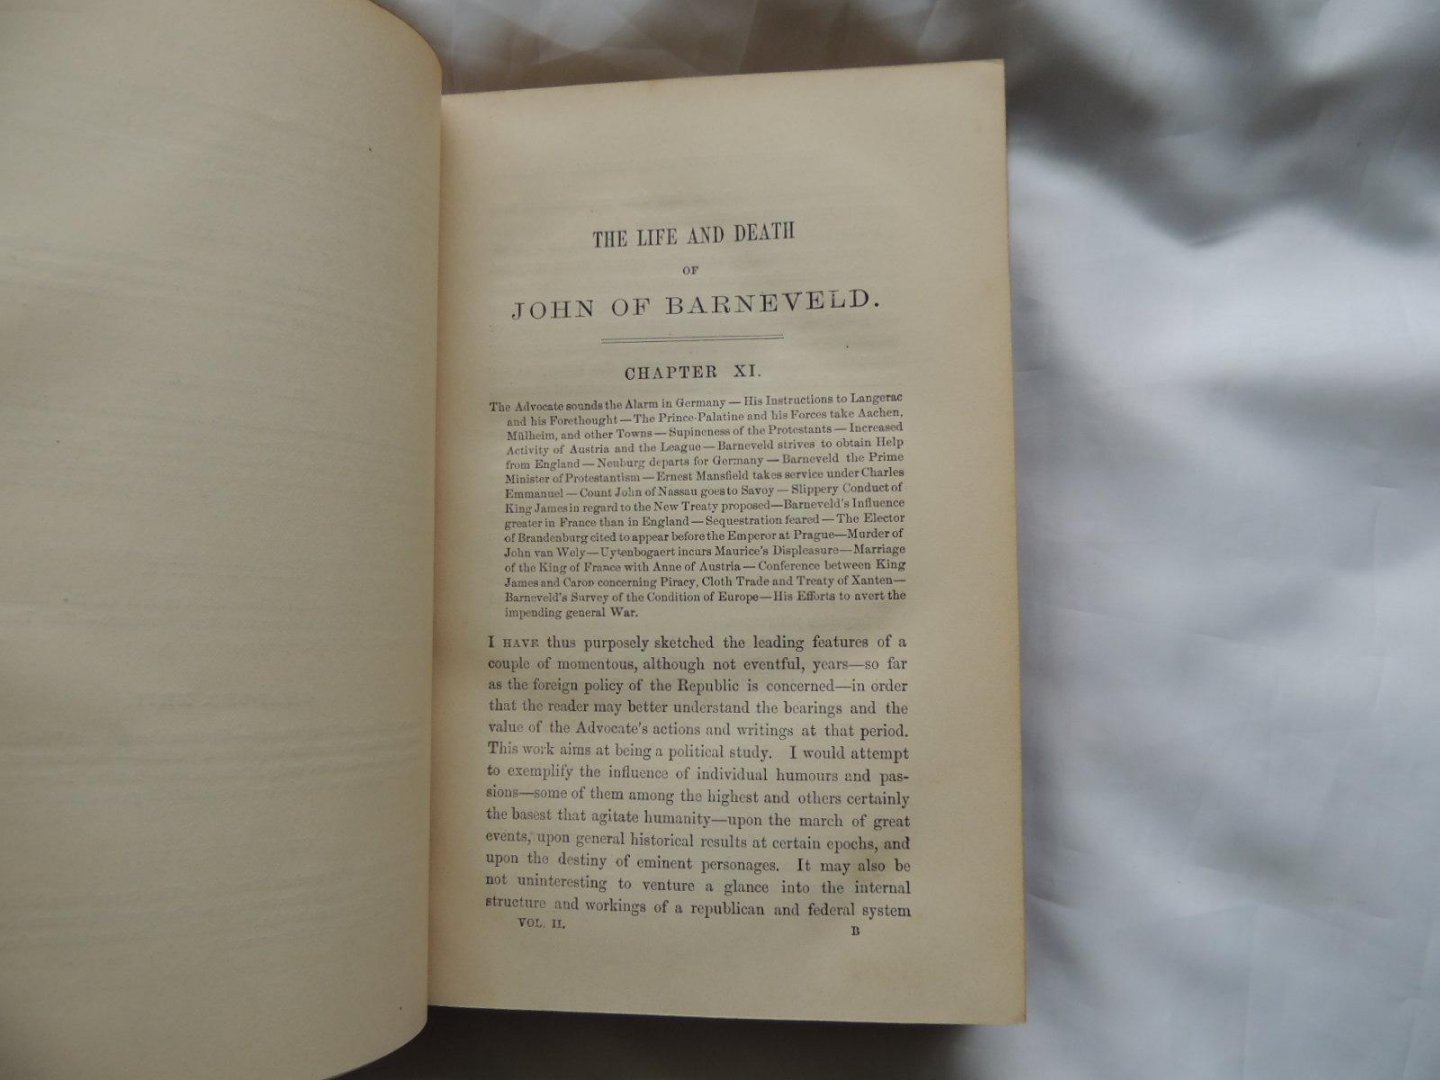 THE LIFE AND DEATH
OF
JOHN OF BARNEVELD.
CHAPTER XI.
The Advocate sounds the Alarm in Germany — His Instructions to Langerac
and his Forethought — The Prince-Palatine and his Forces take Aachen,
Mülheim, and other Towns — Supineness of the Protestants — Increased
Activity of Austria and the League — Barneveld strives to obtain Help
from England — Neuburg departs for Germany — Barneveld the Prime
Minister of Protestantism — Ernest Mansfield takes service under Charles
Emmanuel — Count John of Nassau goes to Savoy — Slippery Conduct of
King James in regard to the New Treaty proposed—Barneveld's Influence
greater in France than in England — Sequestration feared — The Elector
of Brandenburg cited to appear before the Emperor at Prague—Murder of
John van Wely—Uytenbogaert incurs Maurice's Displeasure—Marriage
of the King of France with Anne of Austria — Conference between King
James and Caron concerning Piracy, Cloth Trade and Treaty of Xanten—
Barneveld's Survey of the Condition of Europe—His Efforts to avert the
impending general War.
I HAVE thus purposely sketched the leading features of a
couple of momentous, although not eventful, years—so far
as the foreign policy of the Republic is concerned—in order
that the reader may better understand the bearings and the
value of the Advocate's actions and writings at that period.
This work aims at being a political study. I would attempt
to exemplify the influence of individual humours and pas-
sions—some of them among the highest and others certainly
the basest that agitate humanity—upon the march of great
events, upon general historical results at certain epochs, and
upon the destiny of eminent personages. It may also be
not uninteresting to venture a glance into the internal
structure and workings of a republican and federal system
VOL. II. B